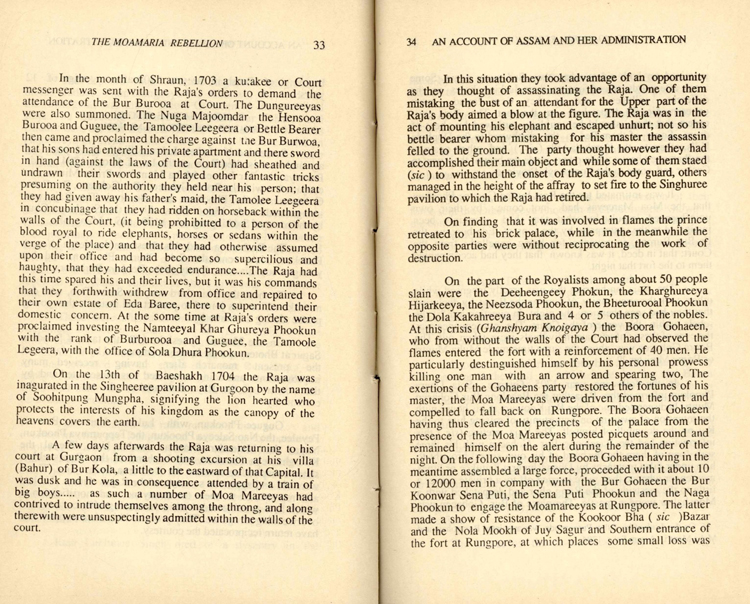 THE MOAMARIA REBELLION 33
In the month of Shraun, 1703 a kutakee or Court
messenger was sent with the Raja's orders to demand the
attendance of the Bur Burooa at Court. The Dungureeyas
were also summoned. The Nuga Majoomdar the Hensooa
Burooa and Guguee, the Tamoolee Leegeera or Bettle Bearer
then came and proclaimed the charge against the Bur Burwoa,
that his sons had entered his private apartment and there sword
in hand (against the laws of the Court) had sheathed and
undrawn their swords and played other fantastic tricks
presuming on the authority they held near his person; that
they had given away his father's maid, the Tamolee Leegeera
in concubinage that they had ridden on horseback within the
walls of the Court, (it being prohibitted to a person of the
blood royal to ride elephants, horses or sedans within the
verge of the place) and that they had otherwise assumed
upon their office and had become so supercilious and
haughty, that they had exceeded endurance....The Raja had
this time spared his and their lives, but it was his commands
that they forthwith withdrew from office and repaired to
their own estate of Eda Baree, there to superintend their
domestic concern. At the some time at Raja's orders were
proclaimed investing the Namteeyal Khar Ghureya Phookun
with the rank of Burburooa and Guguee, the Tamoole
Legeera, with the office of Sola Dhura Phookun.
On the 13th of Baeshakh 1704 the Raja was
inagurated in the Singheeree pavilion at Gurgoon by the name
of Soohitpung Mungpha, signifying the lion hearted who
protects the interests of his kingdom as the canopy of the
heavens covers the earth.
A few days afterwards the Raja was returning to his
court at Gurgaon from a shooting excursion at his villa
(Bahur) of Bur Kola, a little to the eastward of that Capital. It
was dusk and he was in consequence attended by a train of
big boys..... as such a number of Moa Mareeyas had
contrived to intrude themselves among the throng, and along
therewith were unsuspectingly admitted within the walls of the
court.
34 AN ACCOUNT OF ASSAM AND HER ADMINISTRATION
In this situation they took advantage of an opportunity
as they thought of assassinating the Raja. One of them
mistaking the bust of an attendant for the Upper part of the
Raja's body aimed a blow at the figure. The Raja was in the
act of mounting his elephant and escaped unhurt; not so his
bettle bearer whom mistaking for his master the assassin
felled to the ground. The party thought however they had
accomplished their main object and while some of them staed
(sic) to withstand the onset of the Raja's body guard, others
managed in the height of the affray to set fire to the Singhuree
pavilion to which the Raja had retired.
On finding that it was involved in flames the prince
retreated to his brick palace, while in the meanwhile the
opposite parties were without reciprocating the work of
destruction.
On the part of the Royalists among about 50 people
slain were the Deeheengeey Phokun, the Kharghureeya
Hijarkeeya, the Neezsoda Phookun, the Bheeturooal Phookun
the Dola Kakahreeya Bura and 4 or 5 others of the nobles.
At this crisis (Ghanshyam Knoigaya ) the Boora Gohaeen,
who from without the walls of the Court had observed the
flames entered the fort with a reinforcement of 40 men. He
particularly destinguished himself by his personal prowess
killing one man with an arrow and spearing two, The
exertions of the Gohaeens party restored the fortunes of his
master, the Moa Mareeyas were driven from the fort and
compelled to fall back on Rungpore. The Boora Gohaeen
having thus cleared the precincts of the palace from the
presence of the Moa Mareeyas posted picquets around and
remained himself on the alert during the remainder of the
night. On the following day the Boora Gohaeen having in the
meantime assembled a large force, proceeded with it about 10
or 12000 men in company with the Bur Gohaeen the Bur
Koonwar Sena Puti, the Sena Puti Phookun and the Naga
Phookun to engage the Moamareeyas at Rungpore. The latter
made a show of resistance of the Kookoor Bha ( sic )Bazar
and the Nola Mookh of Juy Sagur and Southern entrance of
the fort at Rungpore, at which places some small loss was